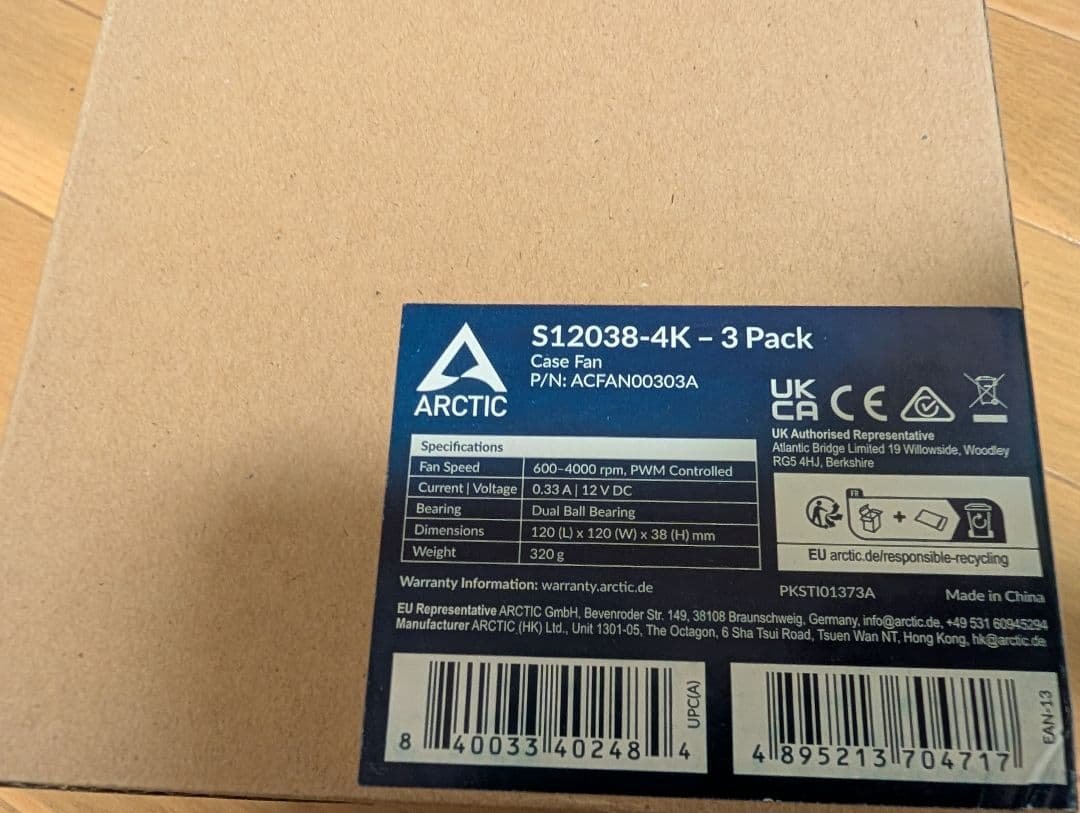 S12038-4K – 3 Pack
Case Fan
P/N: ACFAN00303A
ARCTIC
UK
CA
CE
UK Authorised Representative
Atlantic Bridge Limited 19 Willowside, Woodley
RG5 4HJ, Berkshire
Specifications
Fan Speed 600–4000 rpm, PWM Controlled
Current | Voltage 0.33 A | 12 V DC
Bearing Dual Ball Bearing
Dimensions 120 (L) x 120 (W) x 38 (H) mm
Weight 320 g
FR
+
EU arctic.de/responsible-recycling
Warranty Information: warranty.arctic.de
PKSTI01373A Made in China
EU Representative ARCTIC GmbH, Bevenroder Str. 149, 38108 Braunschweig, Germany, info@arctic.de, +49 531 60945294
Manufacturer ARCTIC (HK) Ltd., Unit 1301-05, The Octagon, 6 Sha Tsui Road, Tsuen Wan NT, Hong Kong, hk@arctic.de
UPC(A)
8 40033 40248 4
EAN-13
4 895213 704717